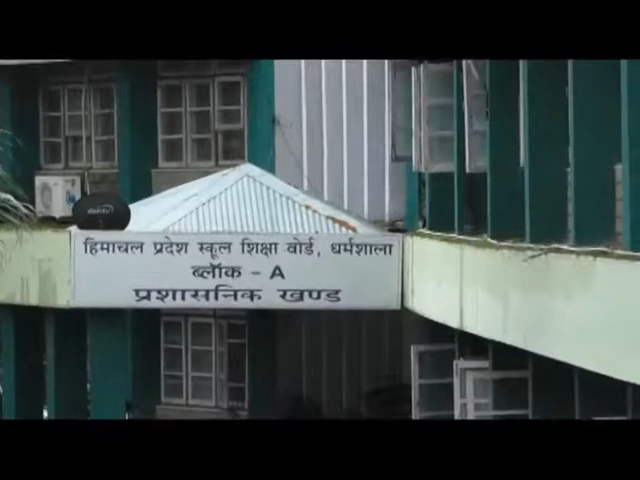 हिमाचल प्रदेश स्कूल शिक्षा बोर्ड, धर्मशाला
ब्लॉक - A
प्रशासनिक खण्ड